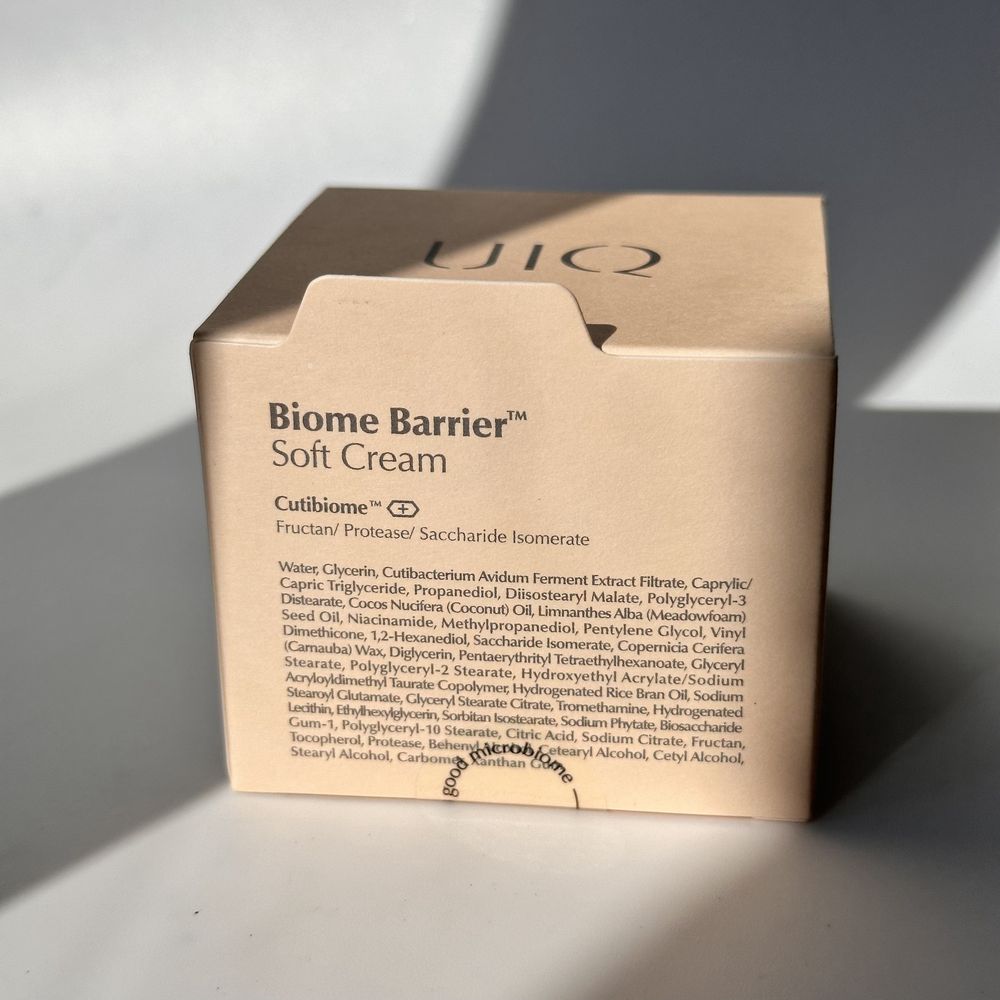 UIQ
Biome Barrier™
Soft Cream
Cutibiome™
Fructan/ Protease/ Saccharide Isomerate
Water, Glycerin, Cutibacterium Avidum Ferment Extract Filtrate, Caprylic/
Capric Triglyceride, Propanediol, Diisostearyl Malate, Polyglyceryl-3
Distearate, Cocos Nucifera (Coconut) Oil, Limnanthes Alba (Meadowfoam)
Seed Oil, Niacinamide, Methylpropanediol, Pentylene Glycol, Vinyl
Dimethicone, 1,2-Hexanediol, Saccharide Isomerate, Copernicia Cerifera
(Carnauba) Wax, Diglycerin, Pentaerythrityl Tetraethylhexanoate, Glyceryl
Stearate, Polyglyceryl-2 Stearate, Hydroxyethyl Acrylate/Sodium
Acryloyldimethyl Taurate Copolymer, Hydrogenated Rice Bran Oil, Sodium
Stearoyl Glutamate, Glyceryl Stearate Citrate, Tromethamine, Hydrogenated
Lecithin, Ethylhexylglycerin, Sorbitan Isostearate, Sodium Phytate, Biosaccharide
Gum-1, Polyglyceryl-10 Stearate, Citric Acid, Sodium Citrate, Fructan,
Tocopherol, Protease, Behenyl Cetearyl Alcohol, Cetyl Alcohol,
Stearyl Alcohol, Carbomer, Xanthan Gum
good microbiome